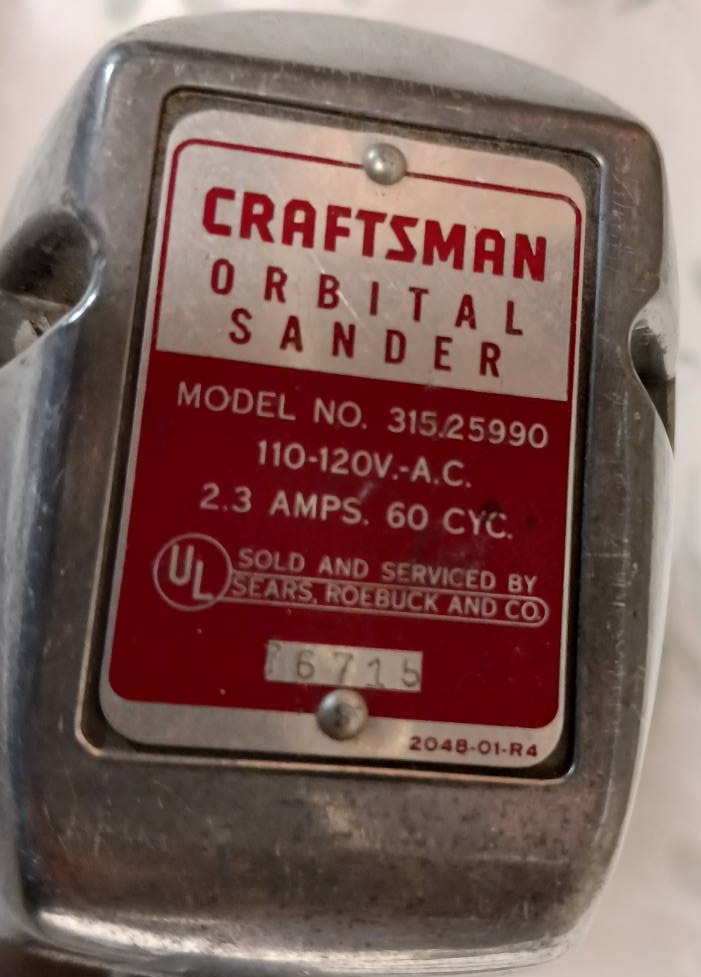 CRAFTSMAN
ORBITAL
SANDER
MODEL NO. 315.25990
110-120V.-A.C.
2.3 AMPS. 60 CYC.
UL
SOLD AND SERVICED BY
SEARS, ROEBUCK AND CO.
6715
2048-01-R4